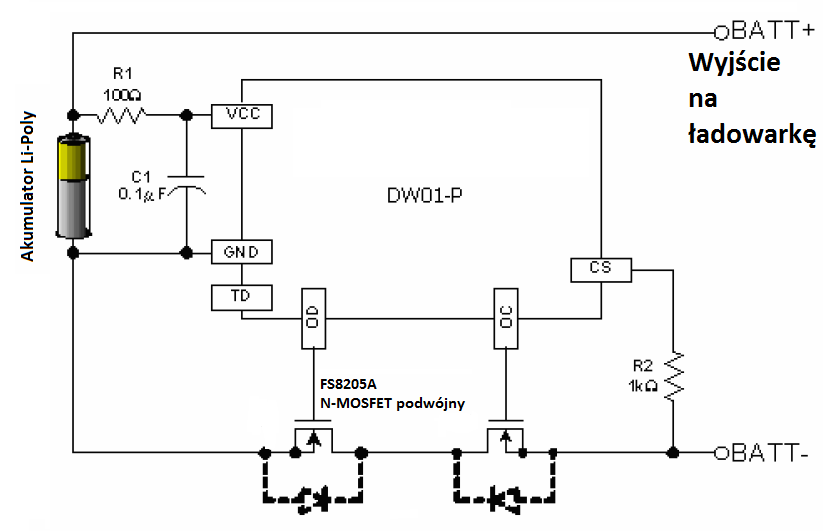 BATT+
Wyjście
na
ładowarkę
R1
100Ω
VCC
Akumulator Li-Poly
C1
0.1μF
DW01-P
GND
CS
TD
OD
OC
FS8205A
N-MOSFET podwójny
R2
1kΩ
BATT-